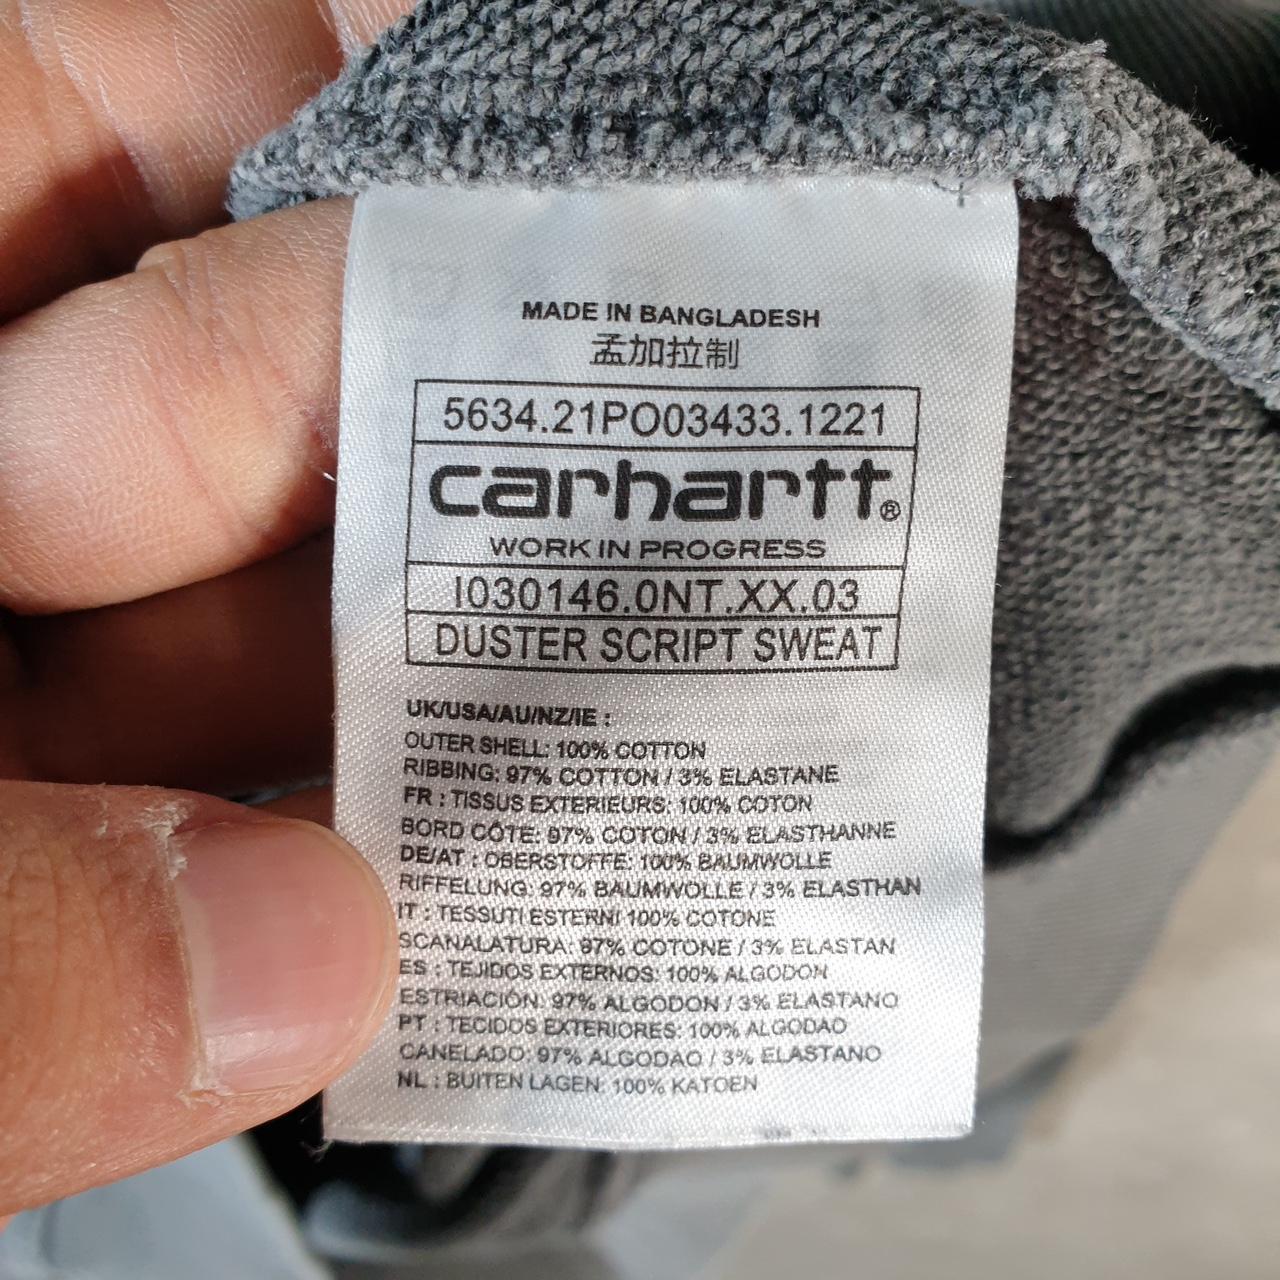 MADE IN BANGLADESH
孟加拉制
5634.21PO03433.1221
carhartt®
WORK IN PROGRESS
I030146.0NT.XX.03
DUSTER SCRIPT SWEAT
UK/USA/AU/NZ/IE :
OUTER SHELL: 100% COTTON
RIBBING: 97% COTTON / 3% ELASTANE
FR : TISSUS EXTERIEURS: 100% COTON
BORD CÔTE: 97% COTON / 3% ELASTHANNE
DE/AT : OBERSTOFFE: 100% BAUMWOLLE
RIFFELUNG: 97% BAUMWOLLE / 3% ELASTHAN
IT : TESSUTI ESTERNI 100% COTONE
SCANALATURA: 97% COTONE / 3% ELASTAN
ES : TEJIDOS EXTERNOS: 100% ALGODON
ESTRIACIÓN: 97% ALGODON / 3% ELASTANO
PT : TECIDOS EXTERIORES: 100% ALGODAO
CANELADO: 97% ALGODAO / 3% ELASTANO
NL : BUITEN LAGEN: 100% KATOEN